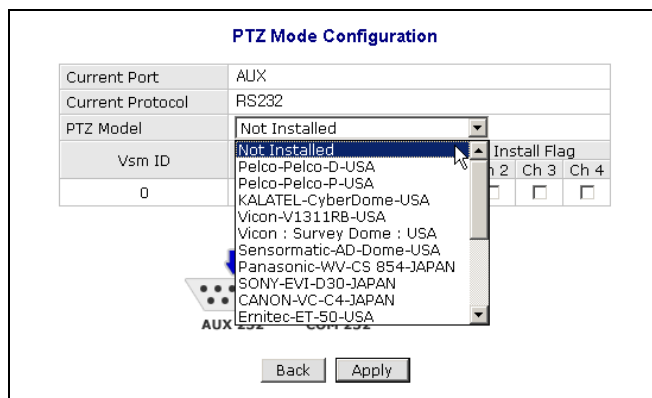 PTZ Mode Configuration
Current Port AUX
Current Protocol RS232
PTZ Model Not Installed
Not Installed
Pelco-Pelco-D-USA
Pelco-Pelco-P-USA
KALATEL-CyberDome-USA
Vicon-V1311RB-USA
Vicon : Survey Dome : USA
Sensormatic-AD-Dome-USA
Panasonic-WV-CS 854-JAPAN
SONY-EVI-D30-JAPAN
CANON-VC-C4-JAPAN
Ernitec-ET-50-USA
Vsm ID Install Flag
2 Ch 3 Ch 4
0
AUX 232 COM 232
Back Apply